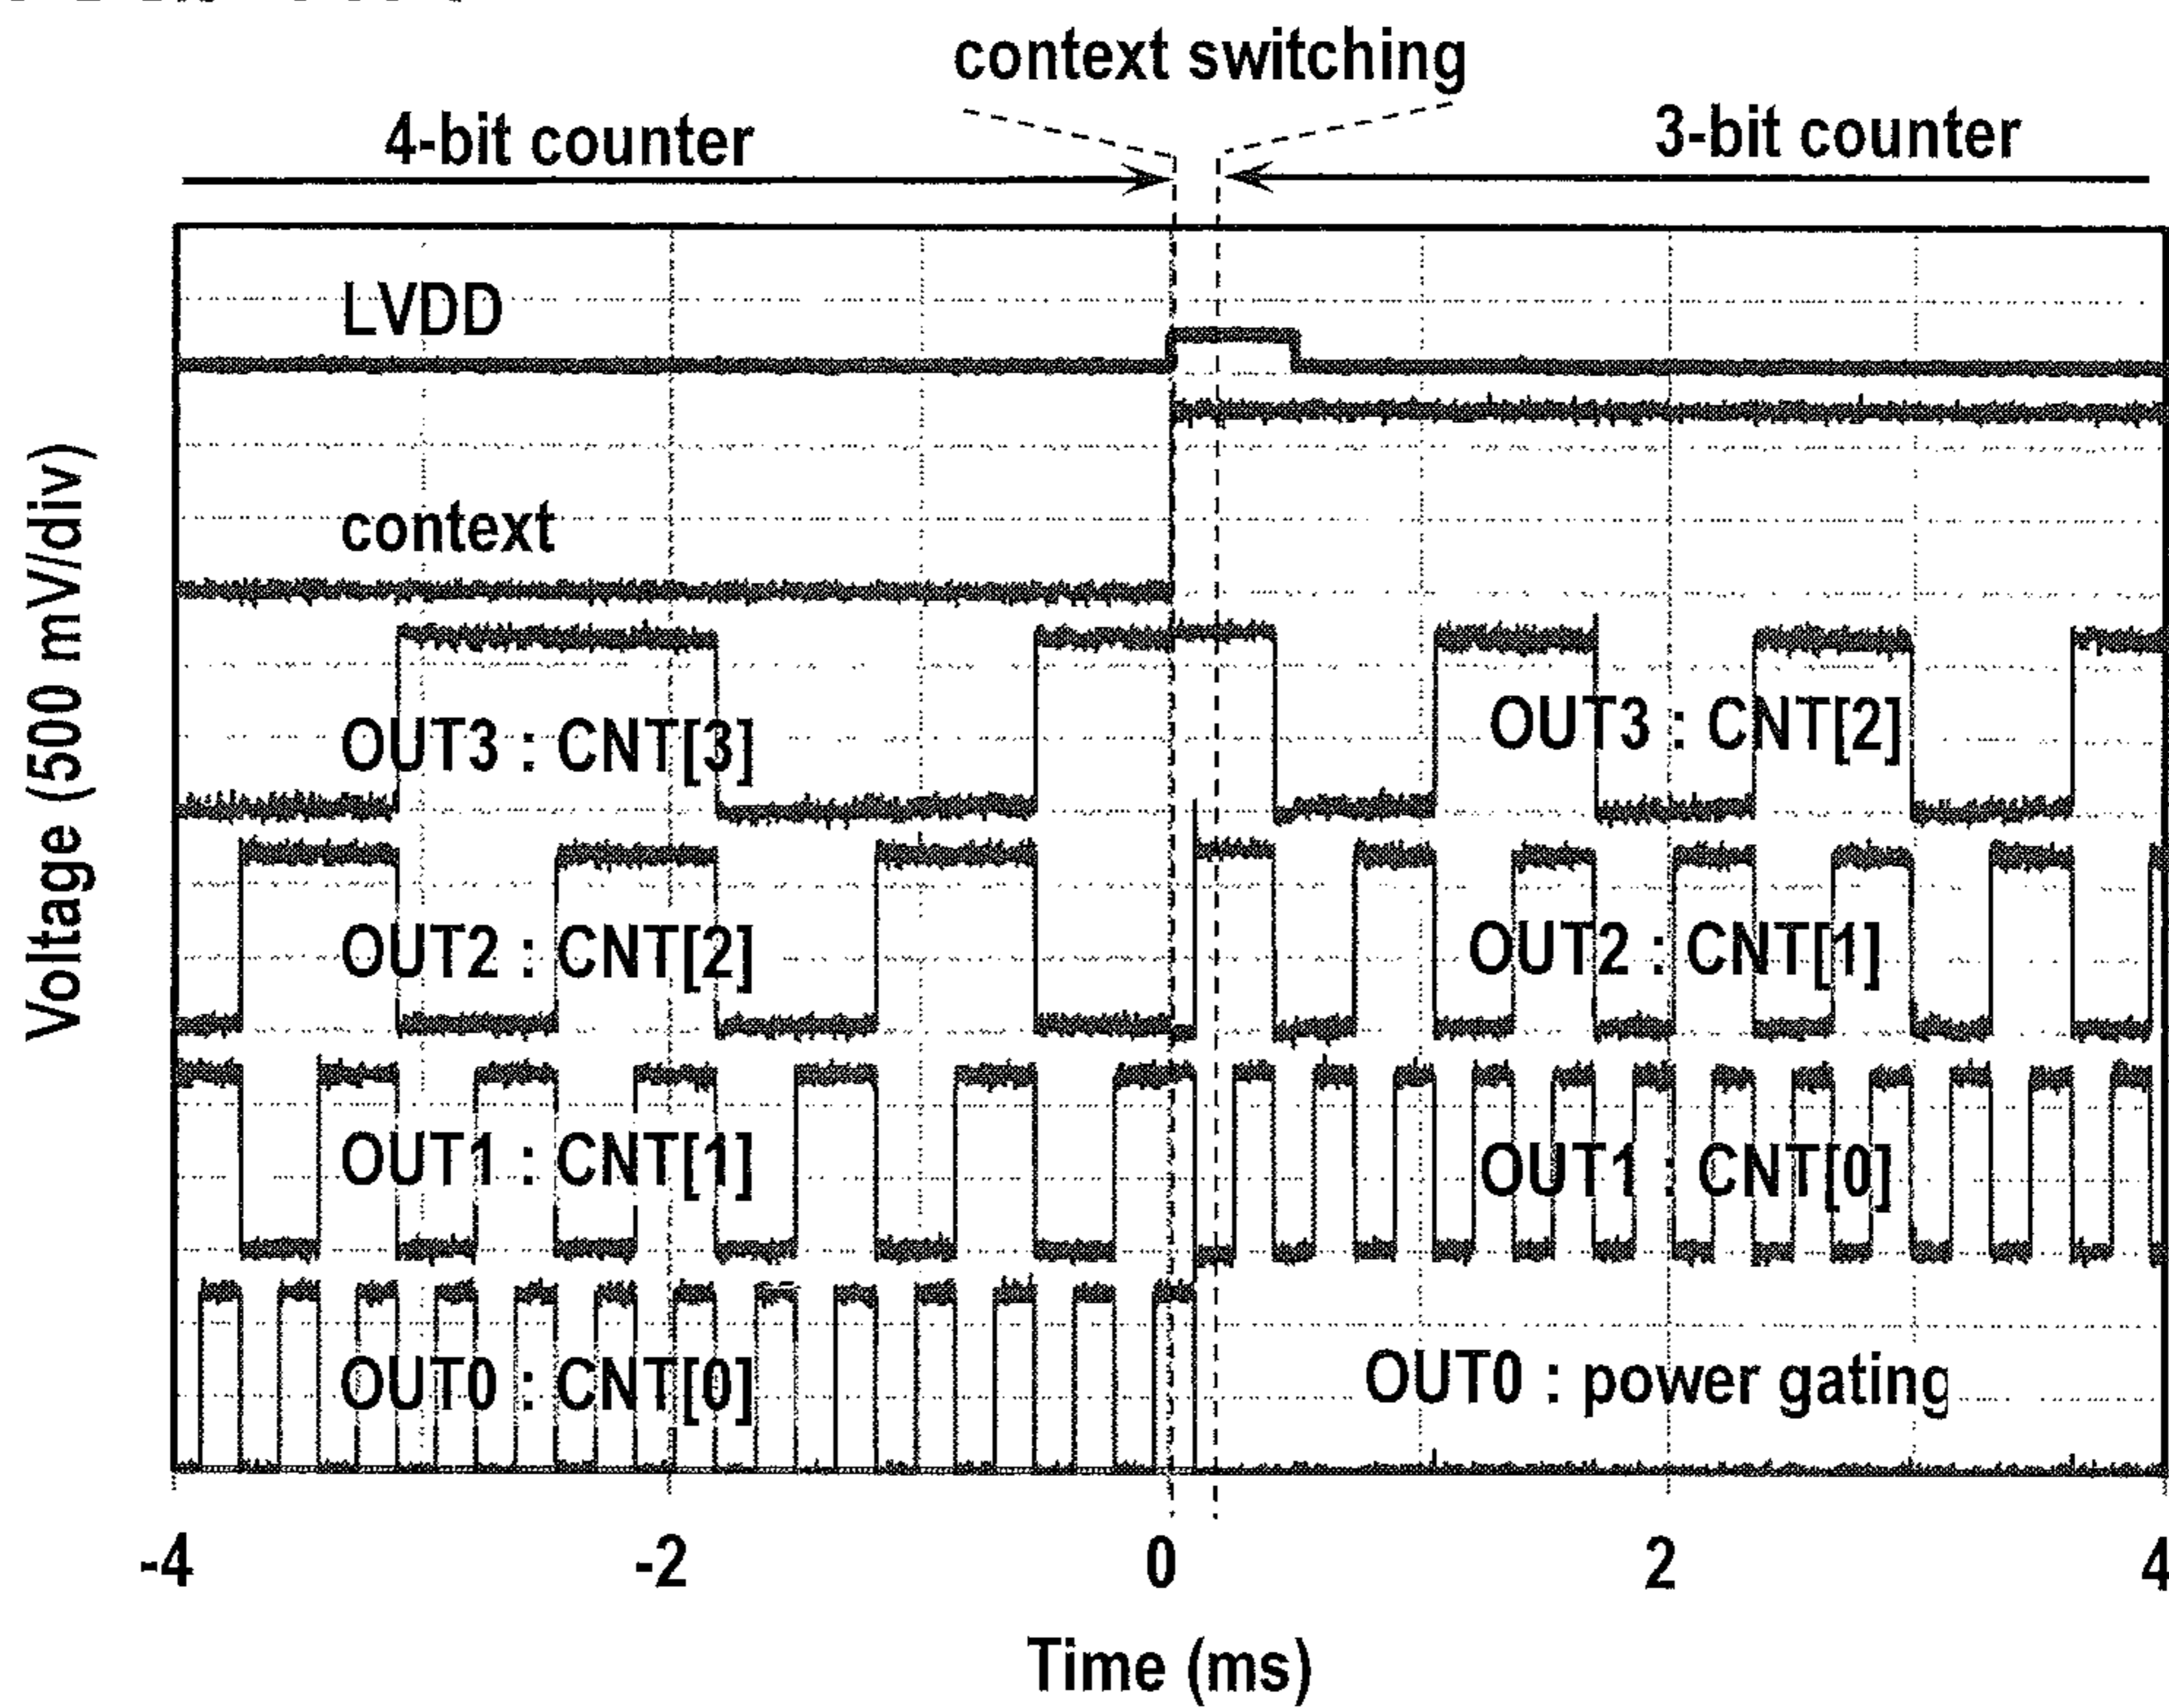 context switching
4-bit counter
3-bit counter
LVDD
context
OUT3 : CNT[3]
OUT3 : CNT[2]
OUT2 : CNT[2]
OUT2 : CNT[1]
OUT1 : CNT[1]
OUT1 : CNT[0]
OUT0 : CNT[0]
OUT0 : power gating
Voltage (500 mV/div)
-4
-2
0
2
4
Time (ms)